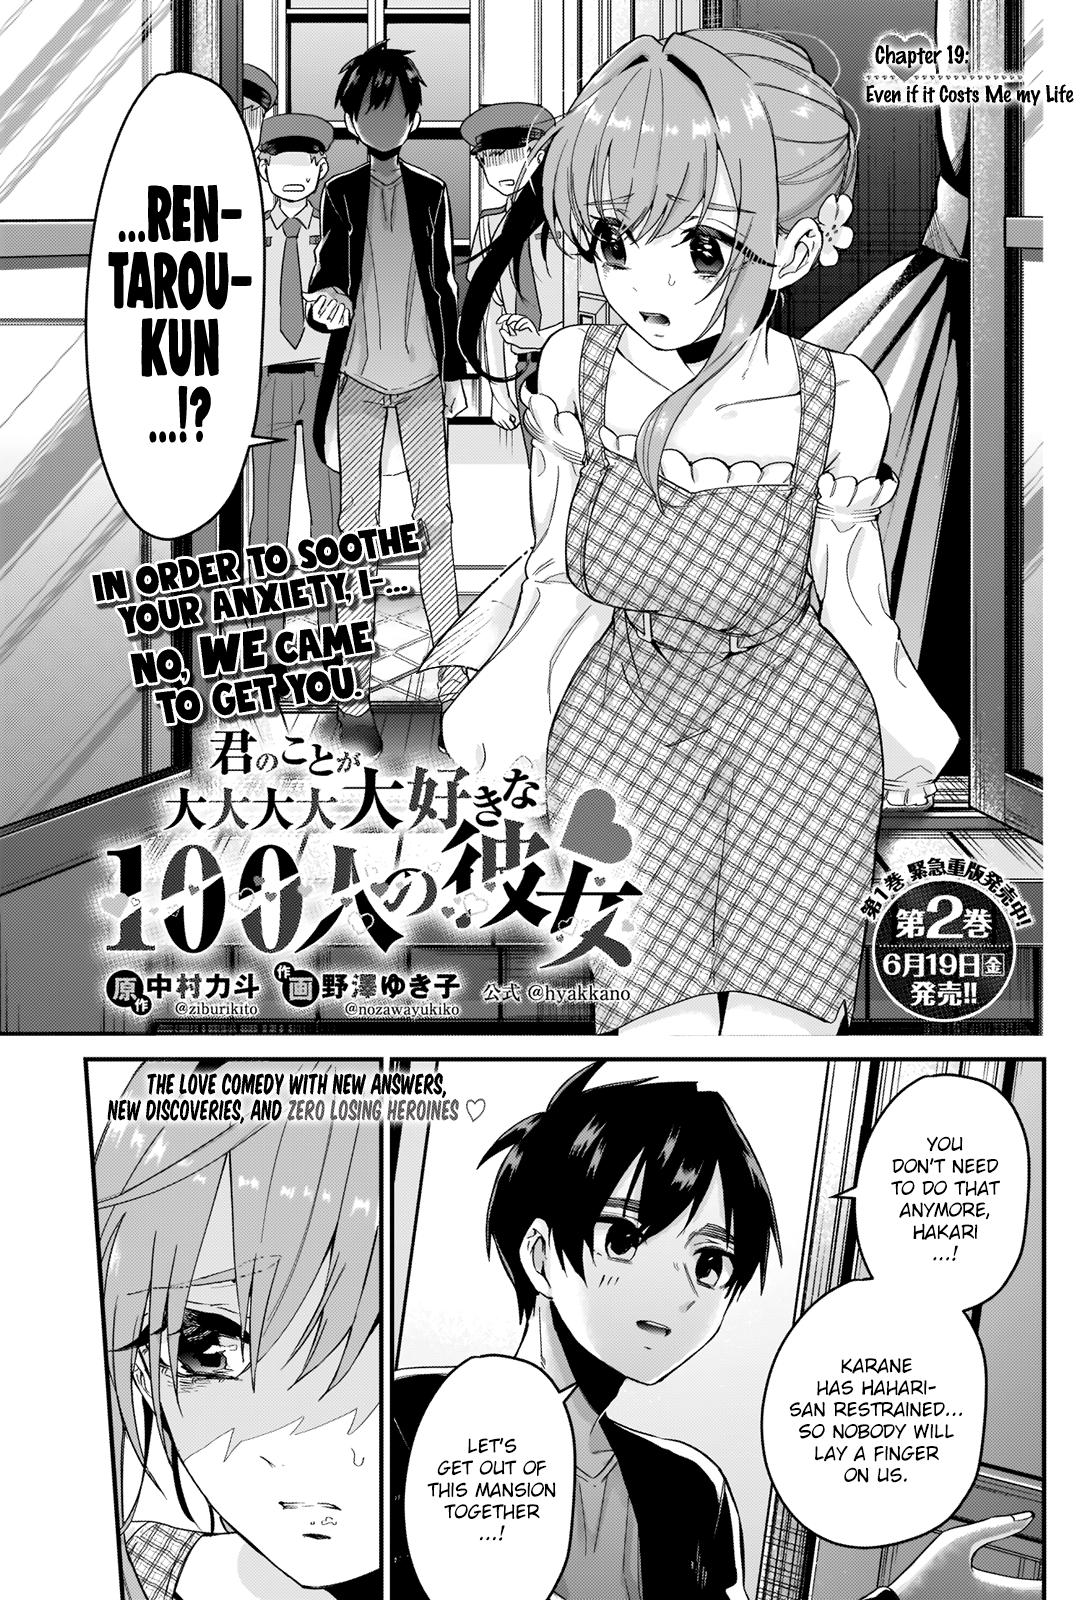 Chapter 19:
Even if it Costs Me my Life
...REN-
TAROU-
KUN
...!?
IN ORDER TO SOOTHE
YOUR ANXIETY, I-...
NO, WE CAME
TO GET YOU.
君のことが
大大大大大好きな
100人の彼女
原作 中村力斗
@ziburikito
作画 野澤ゆき子
@nozawayukiko
公式 @hyakkano
第1巻 緊急重版発売中!
第2巻
6月19日金
発売!!
THE LOVE COMEDY WITH NEW ANSWERS,
NEW DISCOVERIES, AND ZERO LOSING HEROINES ♡
YOU
DON'T NEED
TO DO THAT
ANYMORE,
HAKARI
...!
KARANE
HAS HAHARI-
SAN RESTRAINED...
SO NOBODY WILL
LAY A FINGER
ON US.
LET'S
GET OUT OF
THIS MANSION
TOGETHER
...!